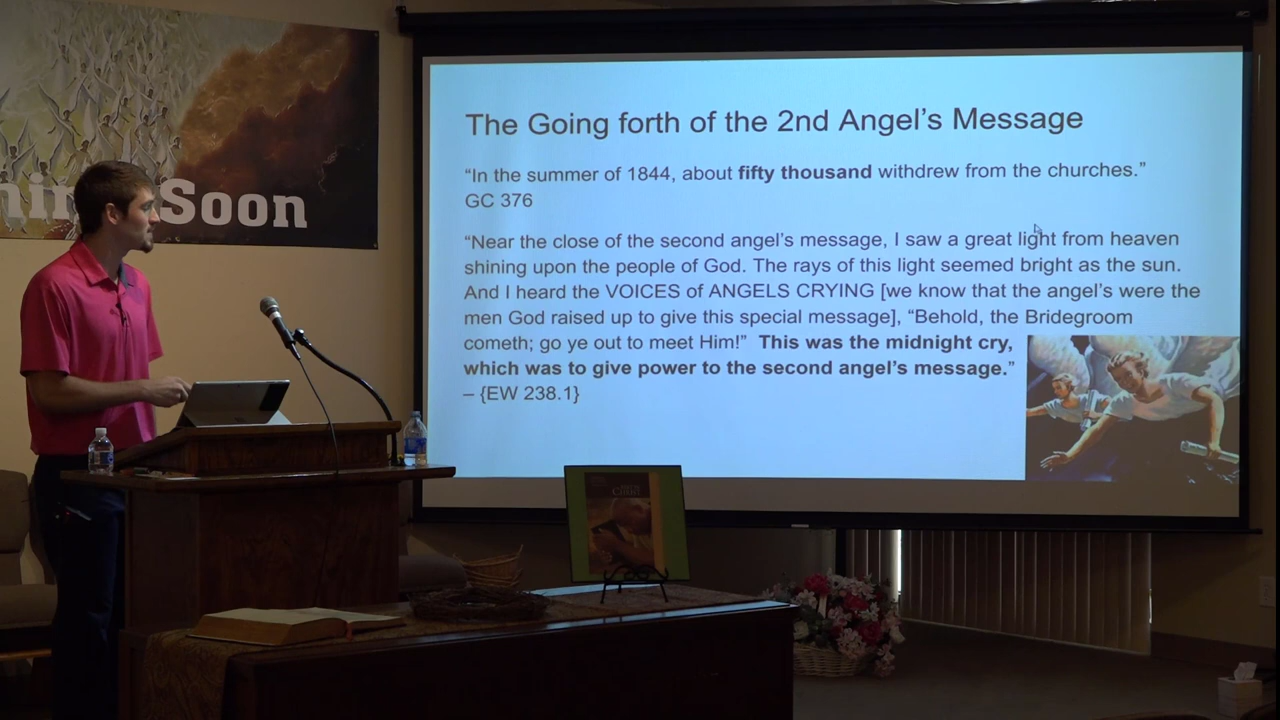 Soon
The Going forth of the 2nd Angel's Message
“In the summer of 1844, about fifty thousand withdrew from the churches.”
GC 376
“Near the close of the second angel's message, I saw a great light from heaven
shining upon the people of God. The rays of this light seemed bright as the sun.
And I heard the VOICES of ANGELS CRYING [we know that the angel's were the
men God raised up to give this special message], “Behold, the Bridegroom
cometh; go ye out to meet Him!” This was the midnight cry,
which was to give power to the second angel's message.”
– {EW 238.1}
CHRIST